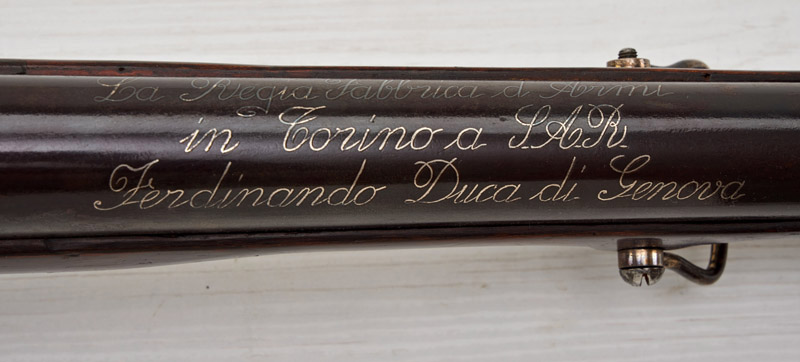 La Regia Fabbrica d'Armi
in Torino a S.A.R.
Ferdinando Duca di Genova